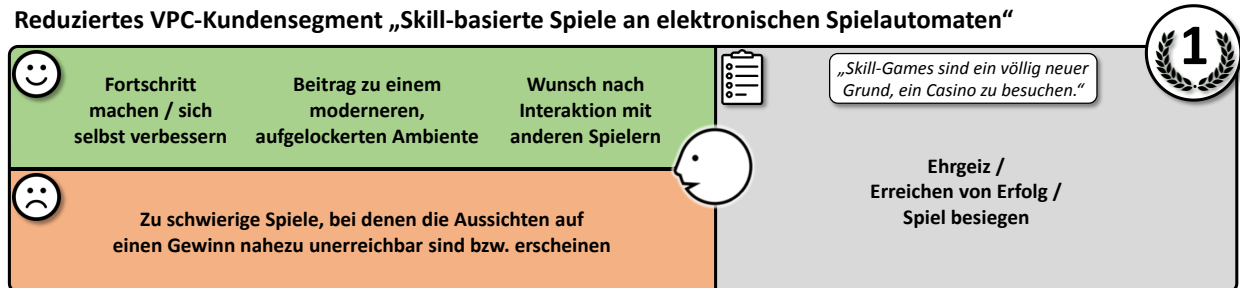 Reduziertes VPC-Kundensegment „Skill-basierte Spiele an elektronischen Spielautomaten“
1
Fortschritt
machen / sich
selbst verbessern
Beitrag zu einem
moderneren,
aufgelockerten Ambiente
Wunsch nach
Interaktion mit
anderen Spielern
„Skill-Games sind ein völlig neuer
Grund, ein Casino zu besuchen.“
Ehrgeiz /
Erreichen von Erfolg /
Spiel besiegen
Zu schwierige Spiele, bei denen die Aussichten auf
einen Gewinn nahezu unerreichbar sind bzw. erscheinen